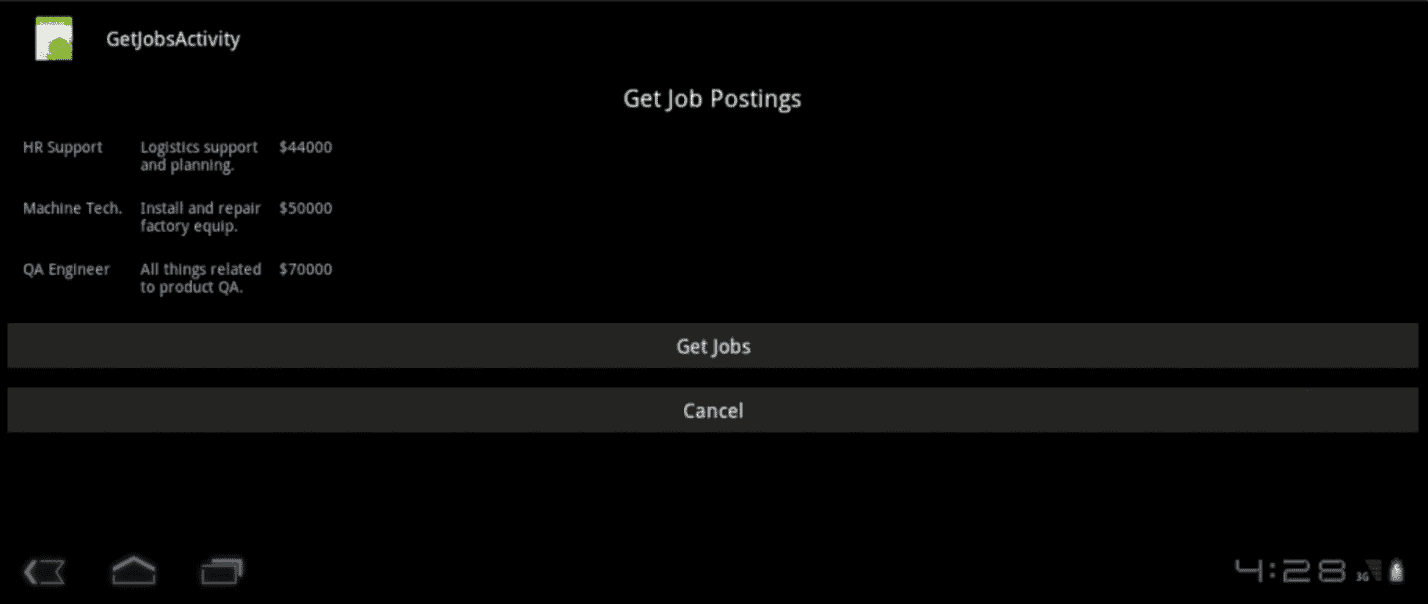 GetJobsActivity
Get Job Postings
HR Support Logistics support $44000
and planning.
Machine Tech. Install and repair $50000
factory equip.
QA Engineer All things related $70000
to product QA.
Get Jobs
Cancel
4:28 3G